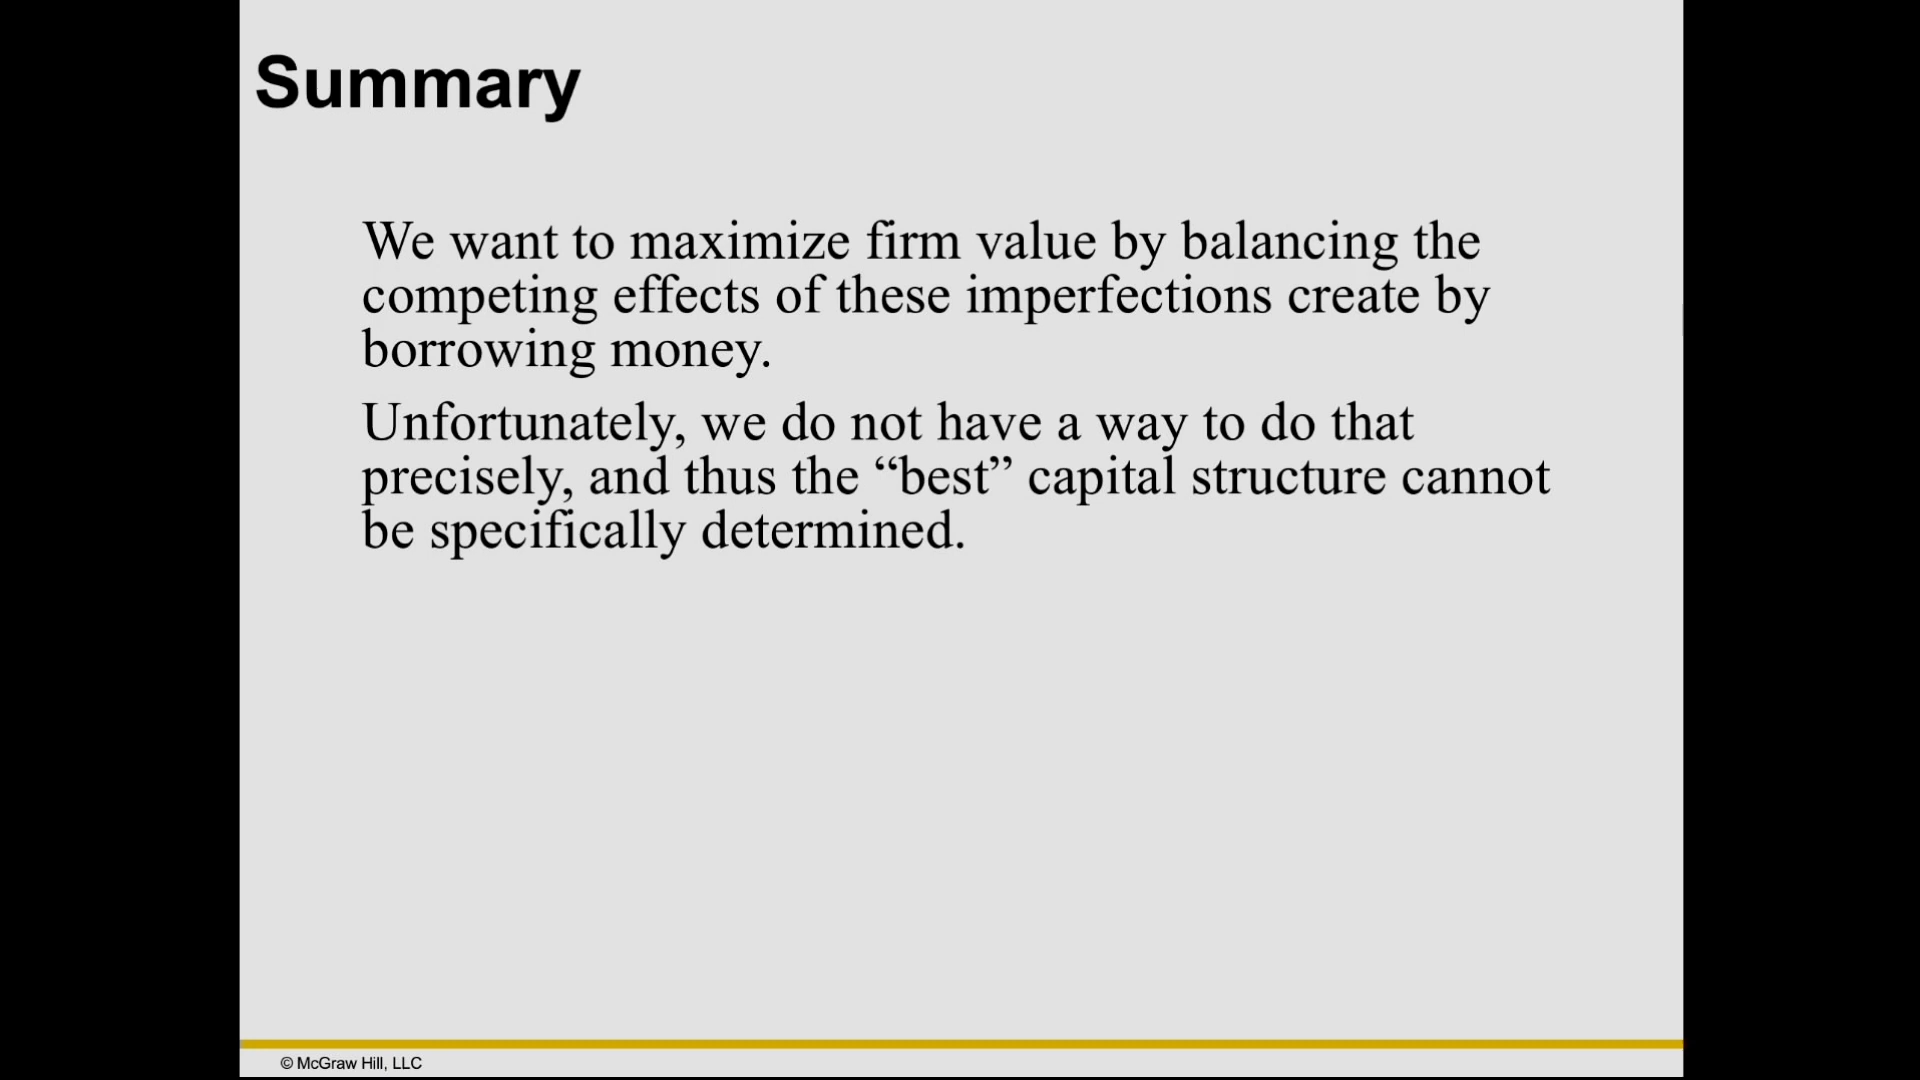 Summary
We want to maximize firm value by balancing the
competing effects of these imperfections create by
borrowing money.
Unfortunately, we do not have a way to do that
precisely, and thus the “best” capital structure cannot
be specifically determined.
© McGraw Hill, LLC